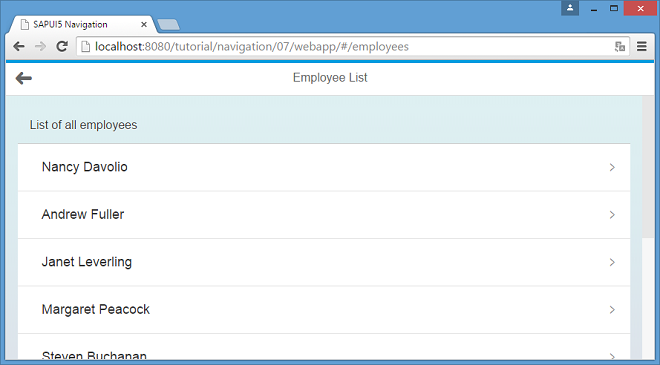 SAPUI5 Navigation
localhost:8080/tutorial/navigation/07/webapp/#/employees
Employee List
List of all employees
Nancy Davolio
Andrew Fuller
Janet Leverling
Margaret Peacock
Steven Buchanan